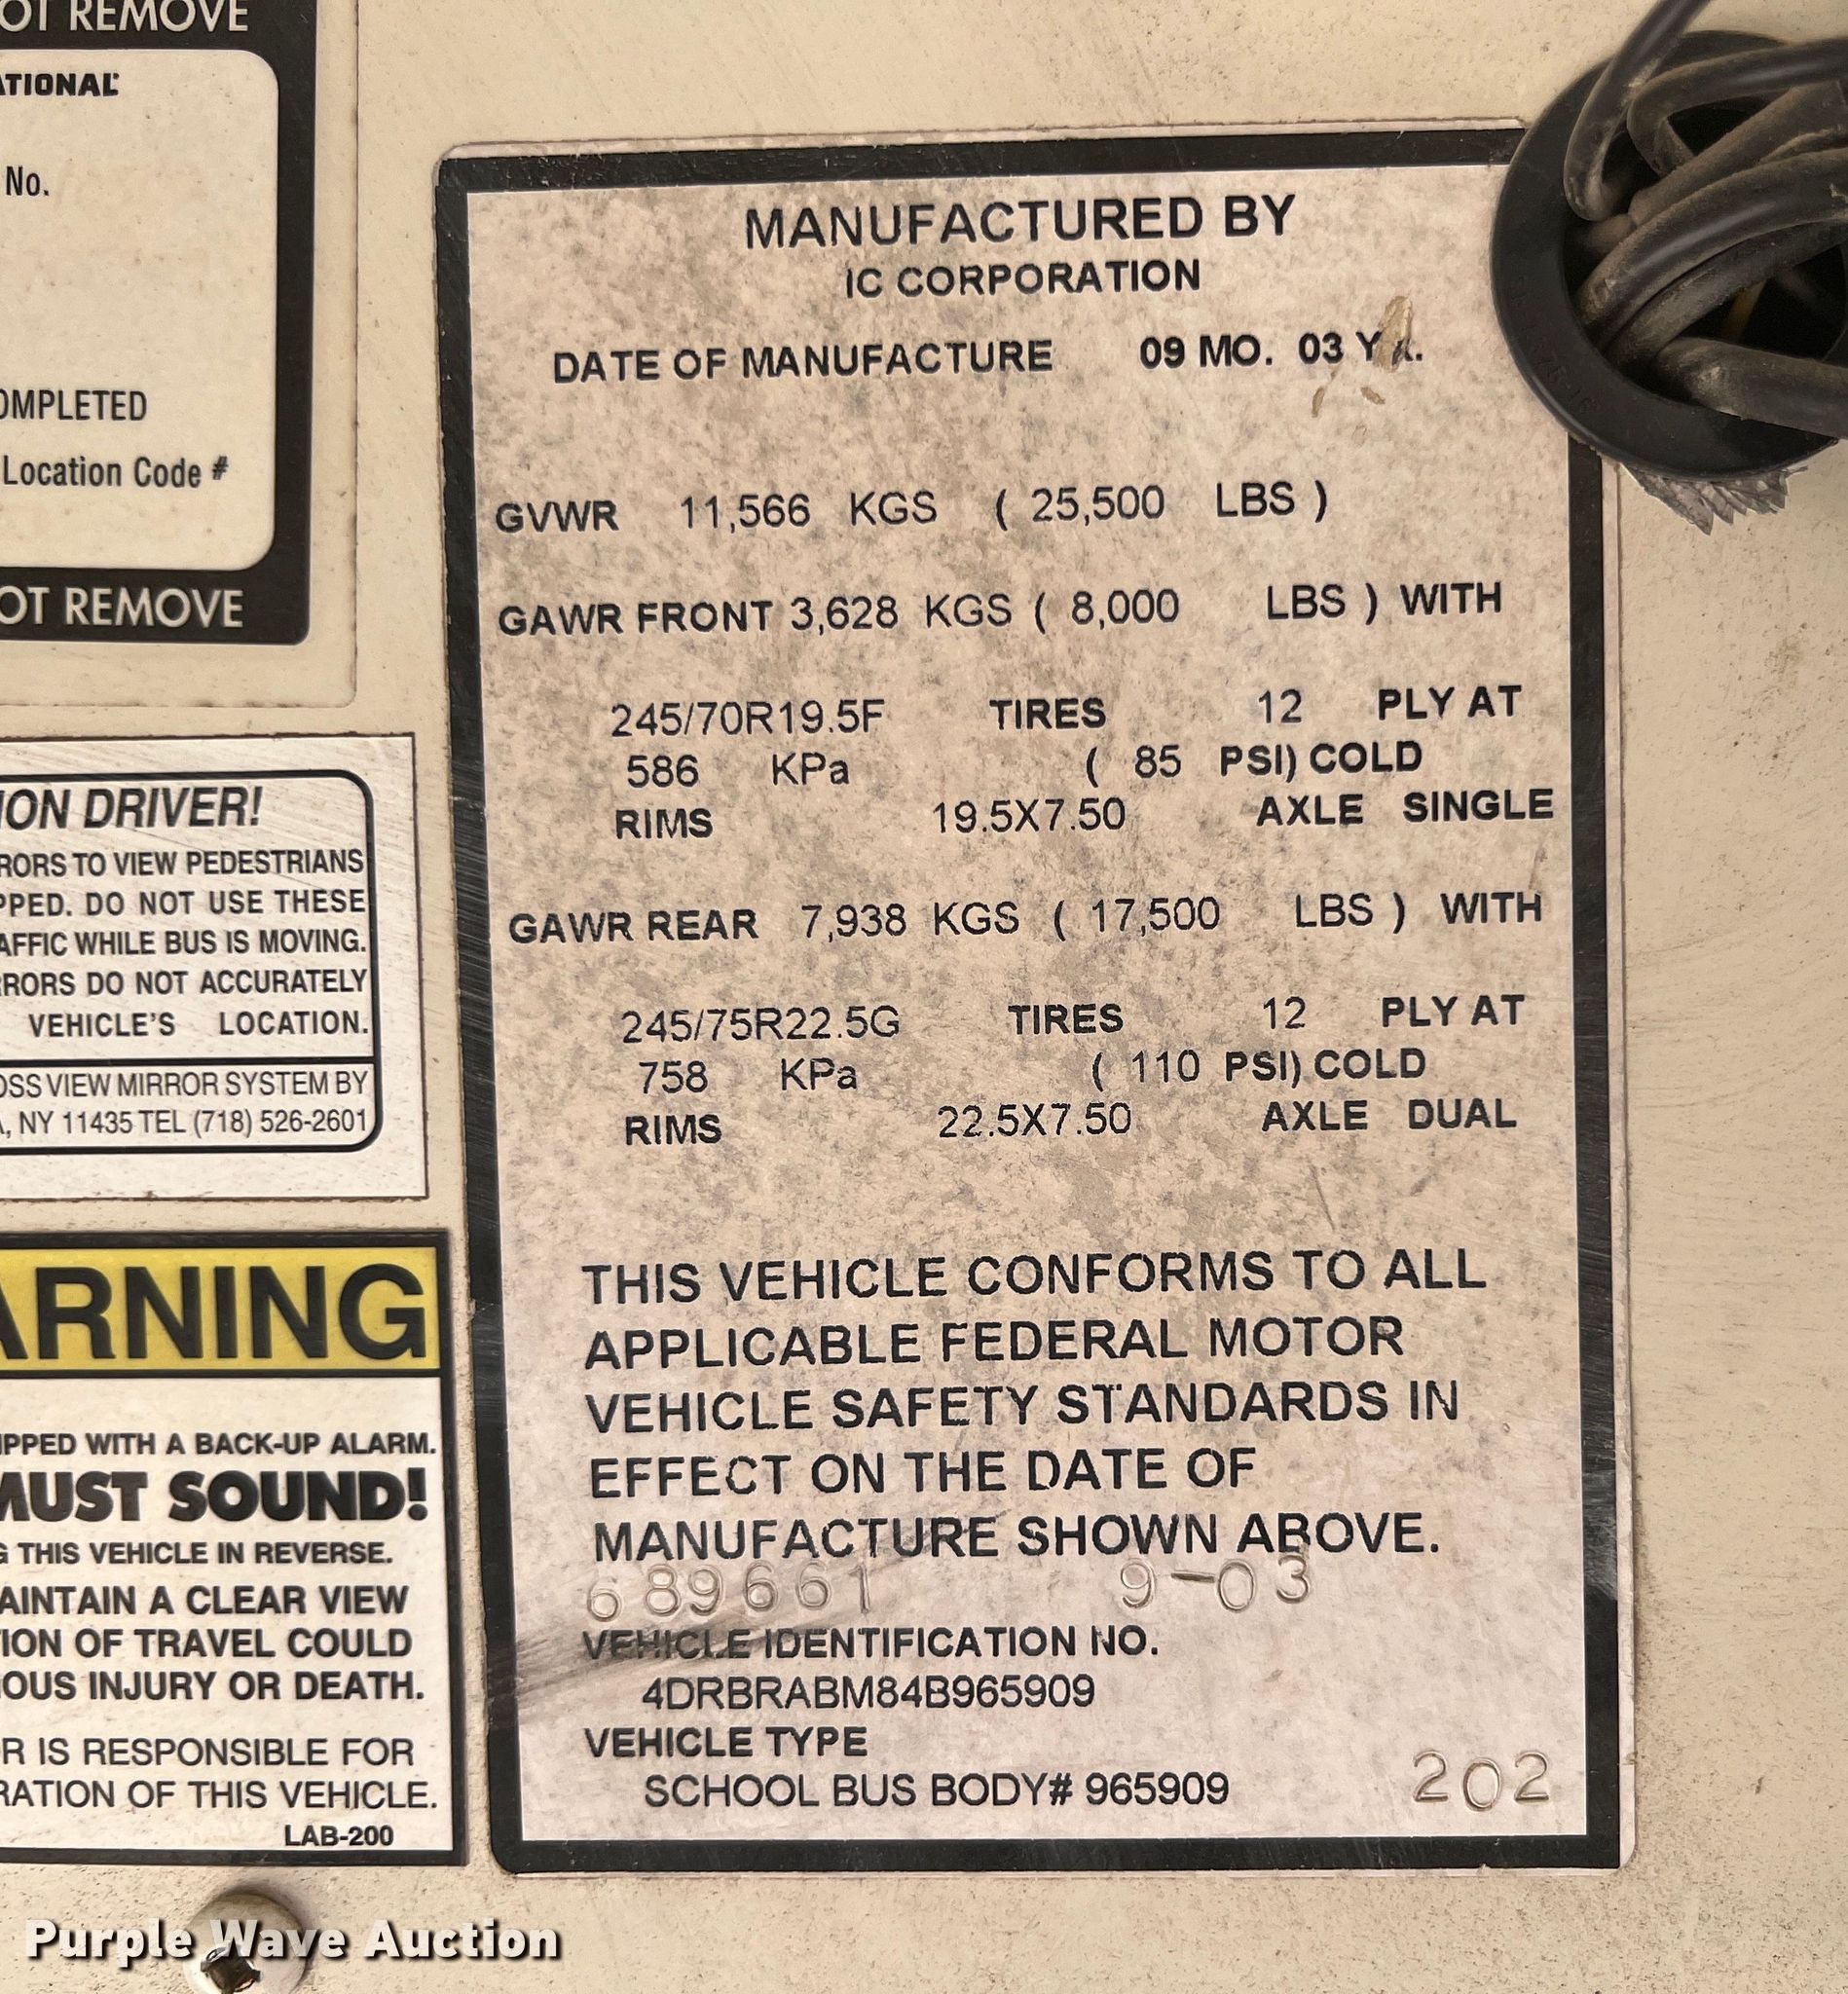 OT REMOVE
ATIONAL
No.
OMPLETED
Location Code #
OT REMOVE
ION DRIVER!
RORS TO VIEW PEDESTRIANS
PPED. DO NOT USE THESE
AFFIC WHILE BUS IS MOVING.
RORS DO NOT ACCURATELY
VEHICLE'S LOCATION.
OSS VIEW MIRROR SYSTEM BY
A, NY 11435 TEL (718) 526-2601
ARNING
IPPED WITH A BACK-UP ALARM.
MUST SOUND!
G THIS VEHICLE IN REVERSE.
AINTAIN A CLEAR VIEW
TION OF TRAVEL COULD
IOUS INJURY OR DEATH.
R IS RESPONSIBLE FOR
RATION OF THIS VEHICLE.
LAB-200
MANUFACTURED BY
IC CORPORATION
DATE OF MANUFACTURE 09 MO. 03 YR.
GVWR 11,566 KGS ( 25,500 LBS )
GAWR FRONT 3,628 KGS ( 8,000 LBS ) WITH
245/70R19.5F TIRES 12 PLY AT
586 KPa ( 85 PSI) COLD
RIMS 19.5X7.50 AXLE SINGLE
GAWR REAR 7,938 KGS ( 17,500 LBS ) WITH
245/75R22.5G TIRES 12 PLY AT
758 KPa ( 110 PSI) COLD
RIMS 22.5X7.50 AXLE DUAL
THIS VEHICLE CONFORMS TO ALL
APPLICABLE FEDERAL MOTOR
VEHICLE SAFETY STANDARDS IN
EFFECT ON THE DATE OF
MANUFACTURE SHOWN ABOVE.
689661 9-03
VEHICLE IDENTIFICATION NO.
4DRBRABM84B965909
VEHICLE TYPE
SCHOOL BUS BODY# 965909 202
Purple Wave Auction